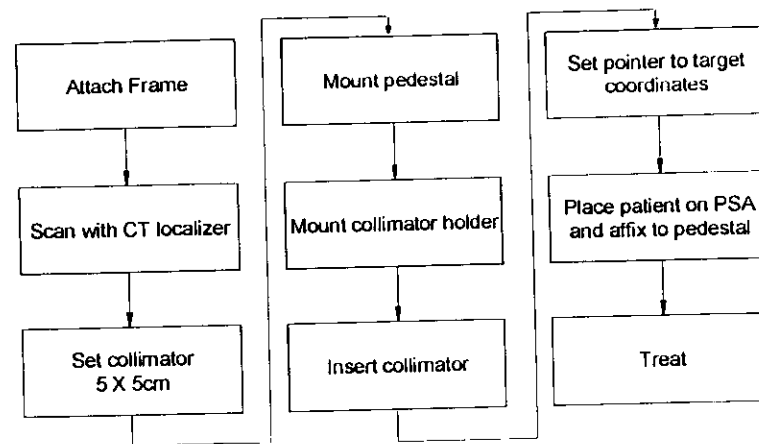 Attach Frame
Scan with CT localizer
Set collimator
5 X 5cm
Mount pedestal
Mount collimator holder
Insert collimator
Set pointer to target
coordinates
Place patient on PSA
and affix to pedestal
Treat